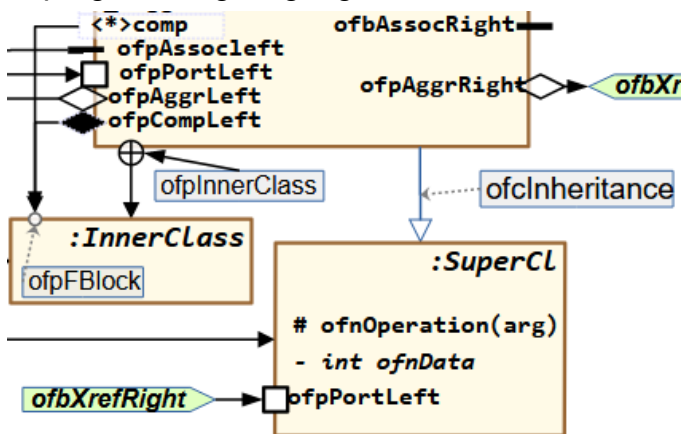 <*>comp
ofbAssocRight
ofpAssocleft
ofpPortLeft
ofpAggrRight
ofbXr
ofpAggrLeft
ofpCompLeft
ofpInnerClass
ofcInheritance
:InnerClass
ofpFBlock
:SuperCl
# ofnOperation(arg)
- int ofnData
ofbXrefRight
ofpPortLeft